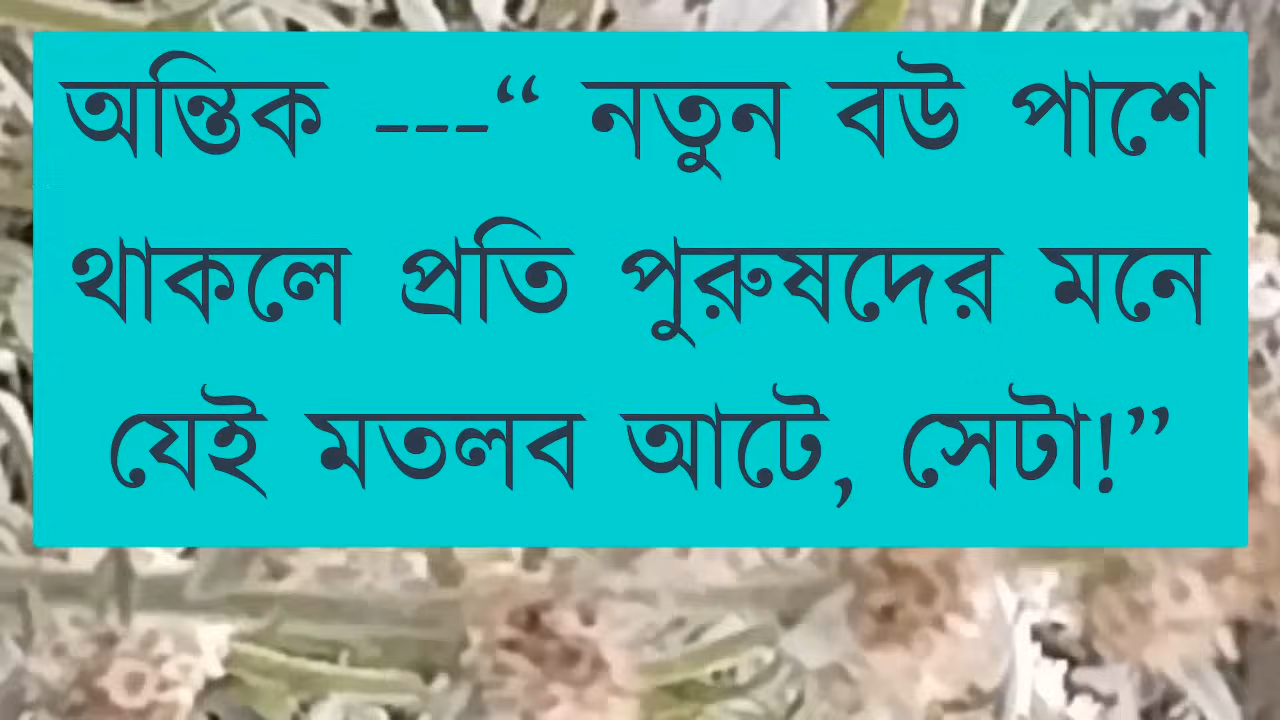 অন্তিক ---“ নতুন বউ পাশে
থাকলে প্রতি পুরুষদের মনে
যেই মতলব আটে, সেটা!”